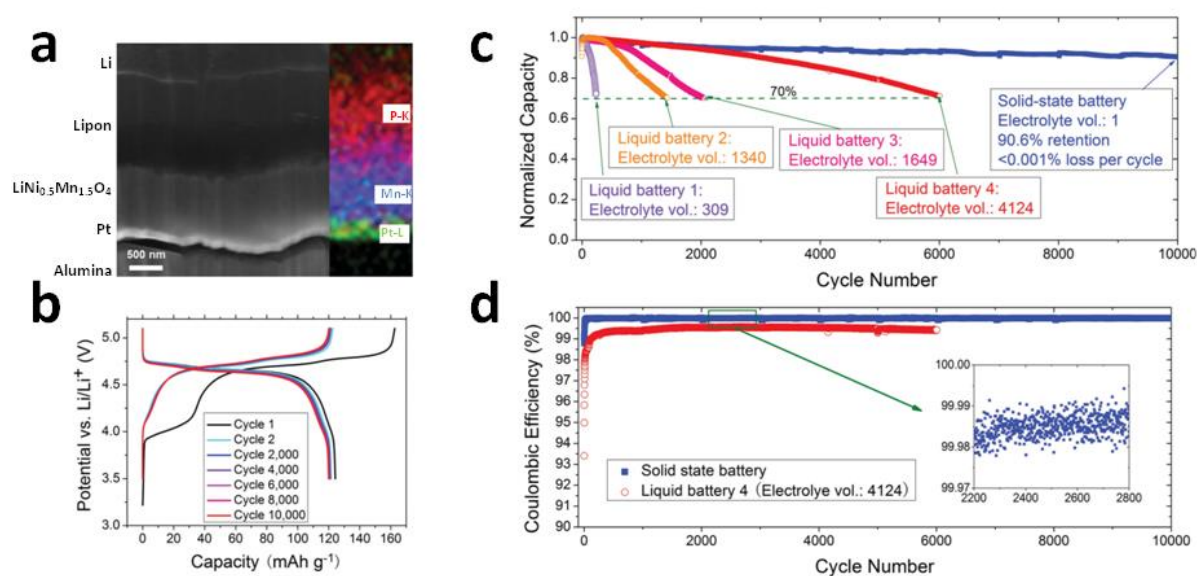 a
Li
Lipon
LiNi0.5Mn1.5O4
Pt
Alumina
500 nm
P-K
Mn-K
Pt-L
b
Potential vs. Li/Li+ (V)
5.0
4.5
4.0
3.5
3.0
Cycle 1
Cycle 2
Cycle 2,000
Cycle 4,000
Cycle 6,000
Cycle 8,000
Cycle 10,000
0 20 40 60 80 100 120 140 160
Capacity (mAh g-1)
c
Normalized Capacity
1.0
0.8
0.6
0.4
0.2
0.0
70%
Liquid battery 2:
Electrolyte vol.: 1340
Liquid battery 3:
Electrolyte vol.: 1649
Solid-state battery
Electrolyte vol.: 1
90.6% retention
<0.001% loss per cycle
Liquid battery 1:
Electrolyte vol.: 309
Liquid battery 4:
Electrolyte vol.: 4124
0 2000 4000 6000 8000 10000
Cycle Number
d
Coulombic Efficiency (%)
100
99
98
97
96
95
94
93
92
91
90
100.00
99.99
99.98
99.97
2200 2400 2600 2800
Solid state battery
Liquid battery 4 (Electrolye vol.: 4124)
0 2000 4000 6000 8000 10000
Cycle Number